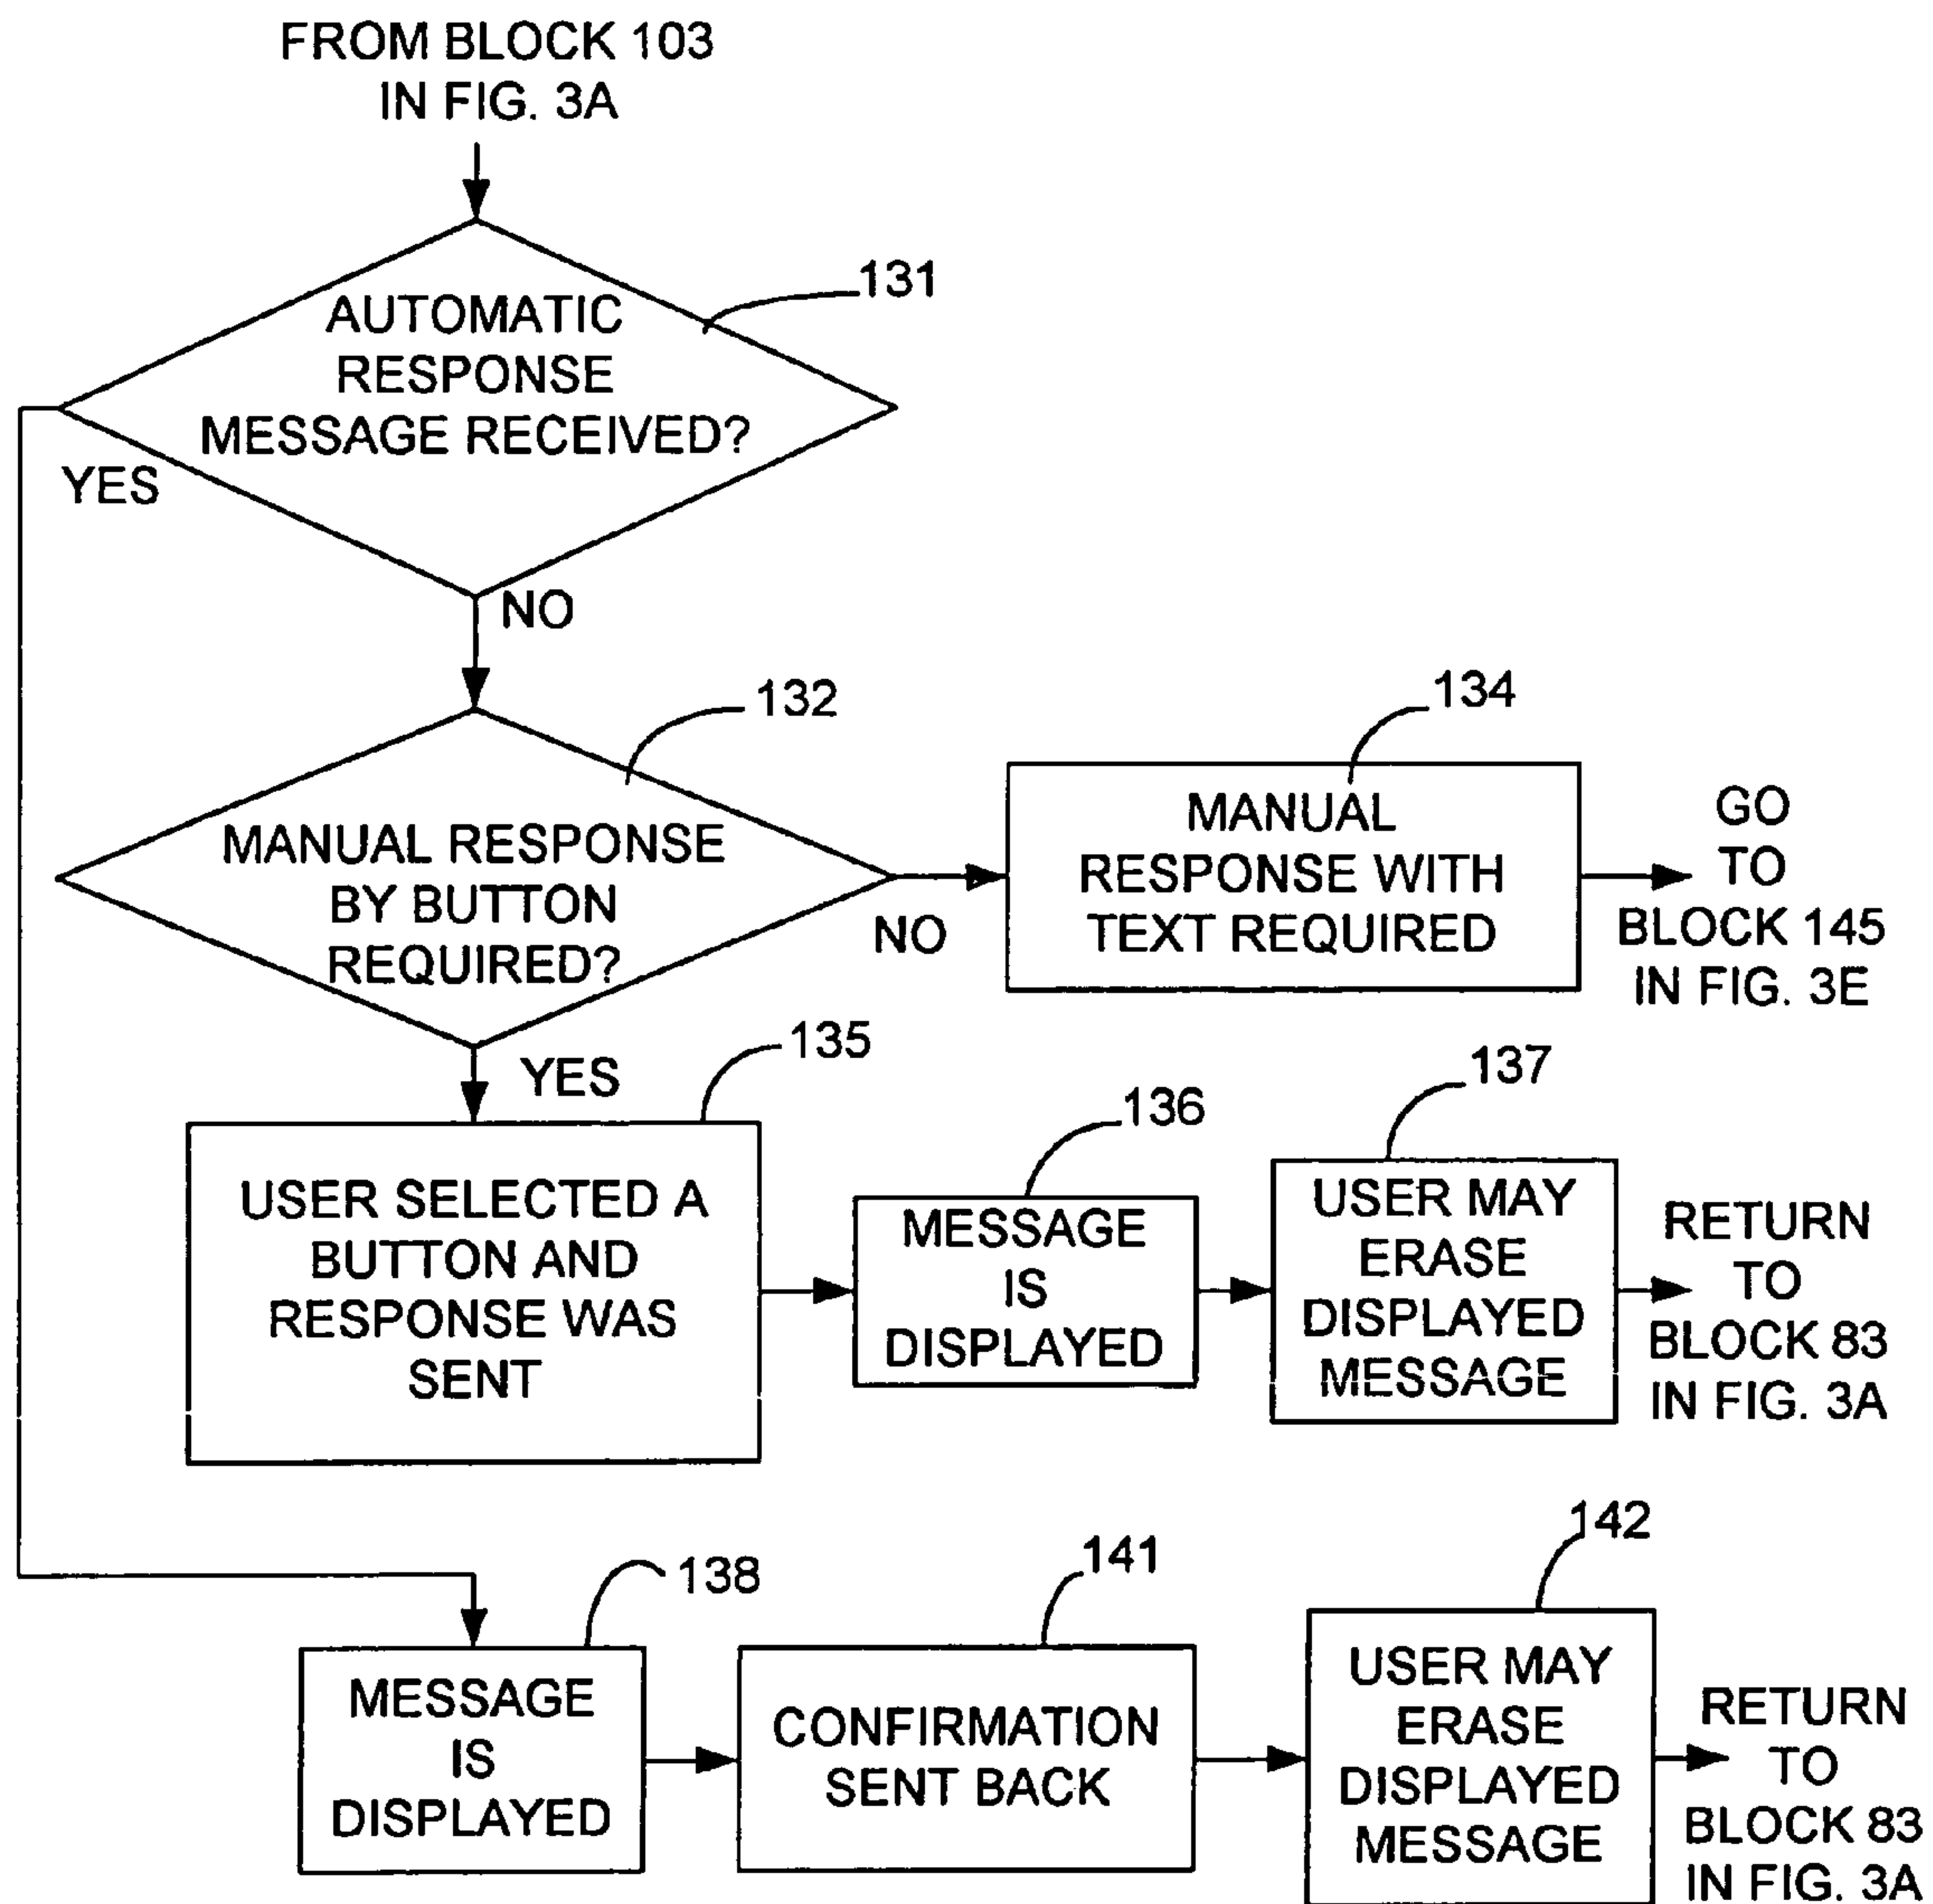 FROM BLOCK 103
IN FIG. 3A
131
AUTOMATIC
RESPONSE
MESSAGE RECEIVED?
YES
NO
132
MANUAL RESPONSE
BY BUTTON
REQUIRED?
NO
134
MANUAL
RESPONSE WITH
TEXT REQUIRED
GO
TO
BLOCK 145
IN FIG. 3E
YES
135
USER SELECTED A
BUTTON AND
RESPONSE WAS
SENT
136
MESSAGE
IS
DISPLAYED
137
USER MAY
ERASE
DISPLAYED
MESSAGE
RETURN
TO
BLOCK 83
IN FIG. 3A
138
MESSAGE
IS
DISPLAYED
141
CONFIRMATION
SENT BACK
142
USER MAY
ERASE
DISPLAYED
MESSAGE
RETURN
TO
BLOCK 83
IN FIG. 3A